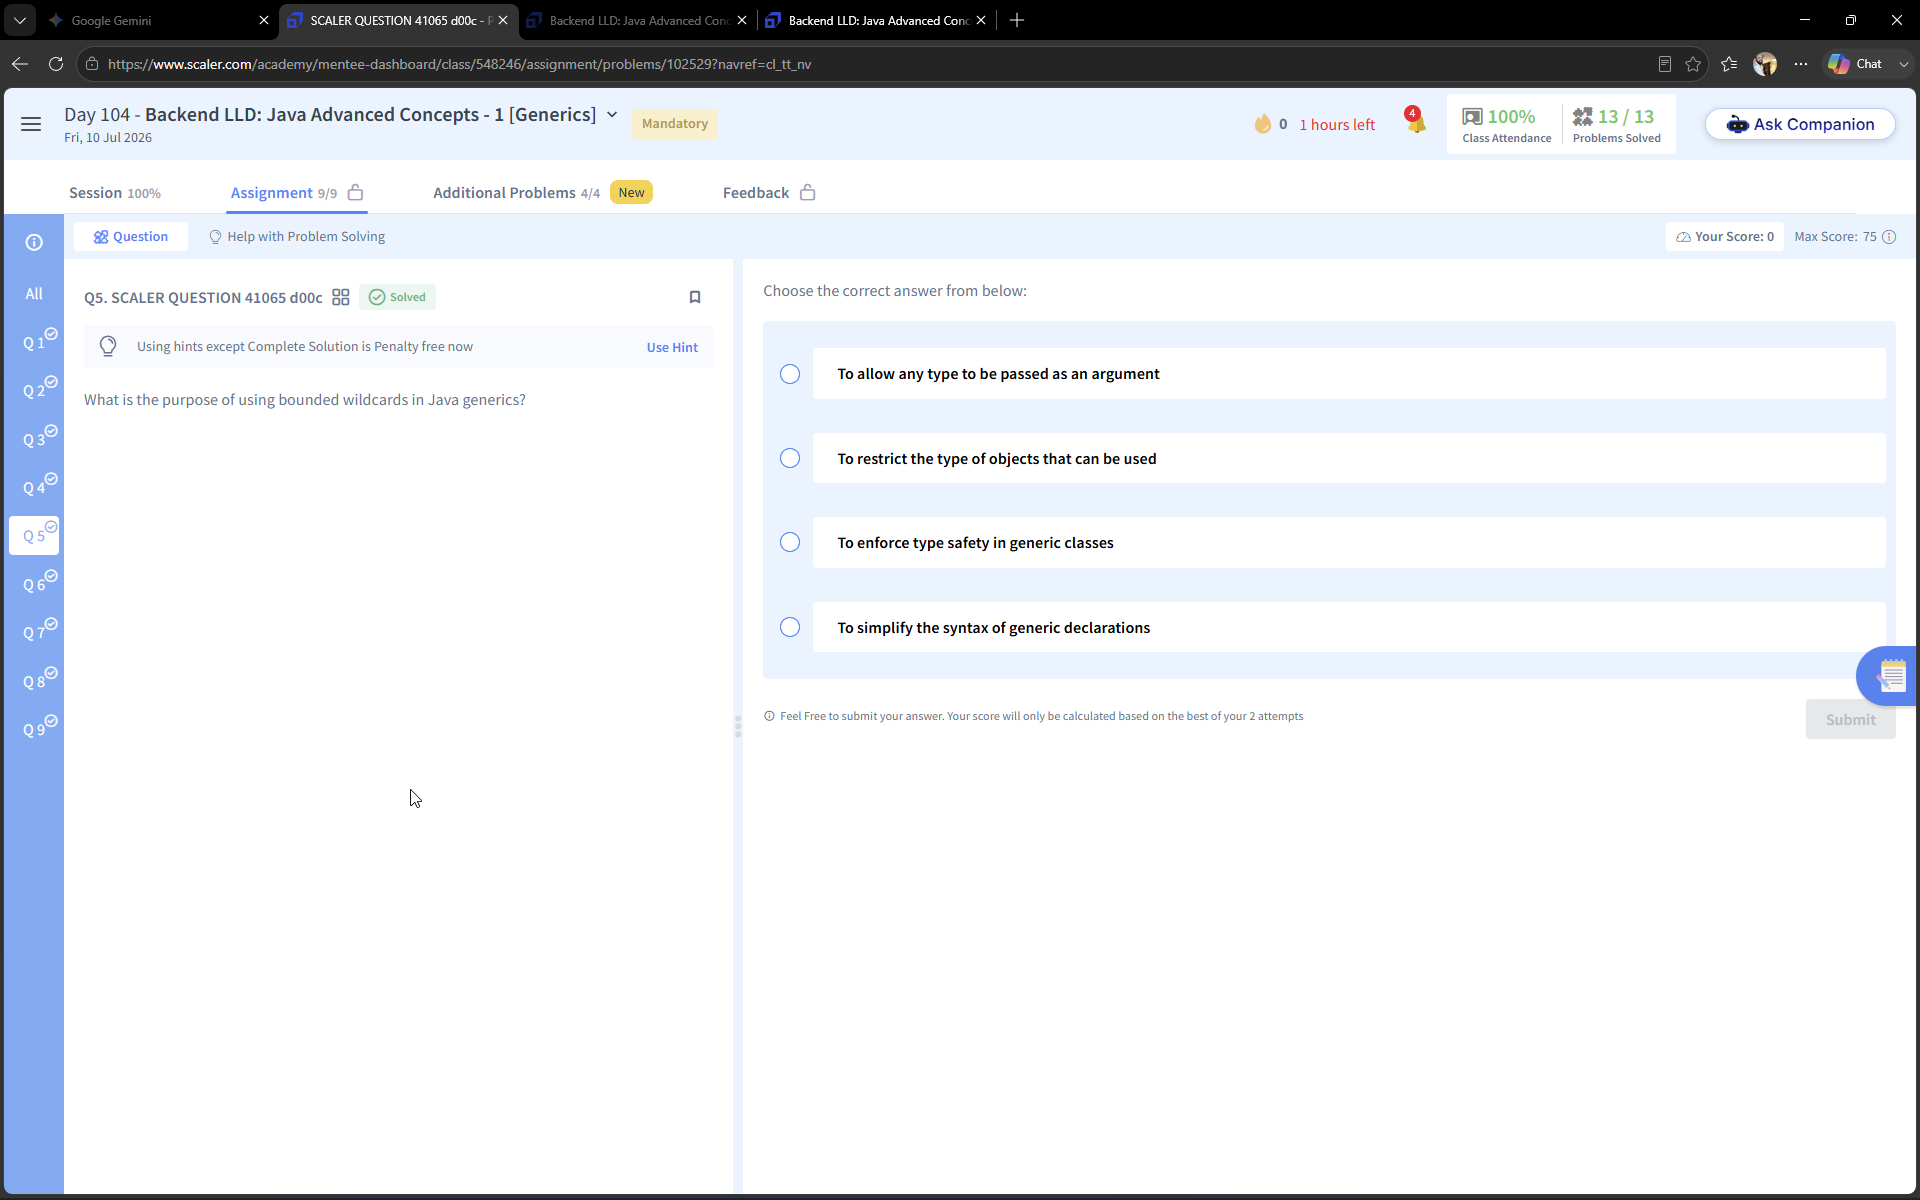 Google Gemini
SCALER QUESTION 41065 d00c -
Backend LLD: Java Advanced Conc
Backend LLD: Java Advanced Conc
https://www.scaler.com/academy/mentee-dashboard/class/548246/assignment/problems/102529?navref=cl_tt_nv
Chat
Day 104 - Backend LLD: Java Advanced Concepts - 1 [Generics]
Fri, 10 Jul 2026
Mandatory
0
1 hours left
4
100%
Class Attendance
13 / 13
Problems Solved
Ask Companion
Session 100%
Assignment 9/9
Additional Problems 4/4
New
Feedback
Question
Help with Problem Solving
Your Score: 0
Max Score: 75
All
Q 1
Q 2
Q 3
Q 4
Q 5
Q 6
Q 7
Q 8
Q 9
Q5. SCALER QUESTION 41065 d00c
Solved
Using hints except Complete Solution is Penalty free now
Use Hint
What is the purpose of using bounded wildcards in Java generics?
Choose the correct answer from below:
To allow any type to be passed as an argument
To restrict the type of objects that can be used
To enforce type safety in generic classes
To simplify the syntax of generic declarations
Feel Free to submit your answer. Your score will only be calculated based on the best of your 2 attempts
Submit